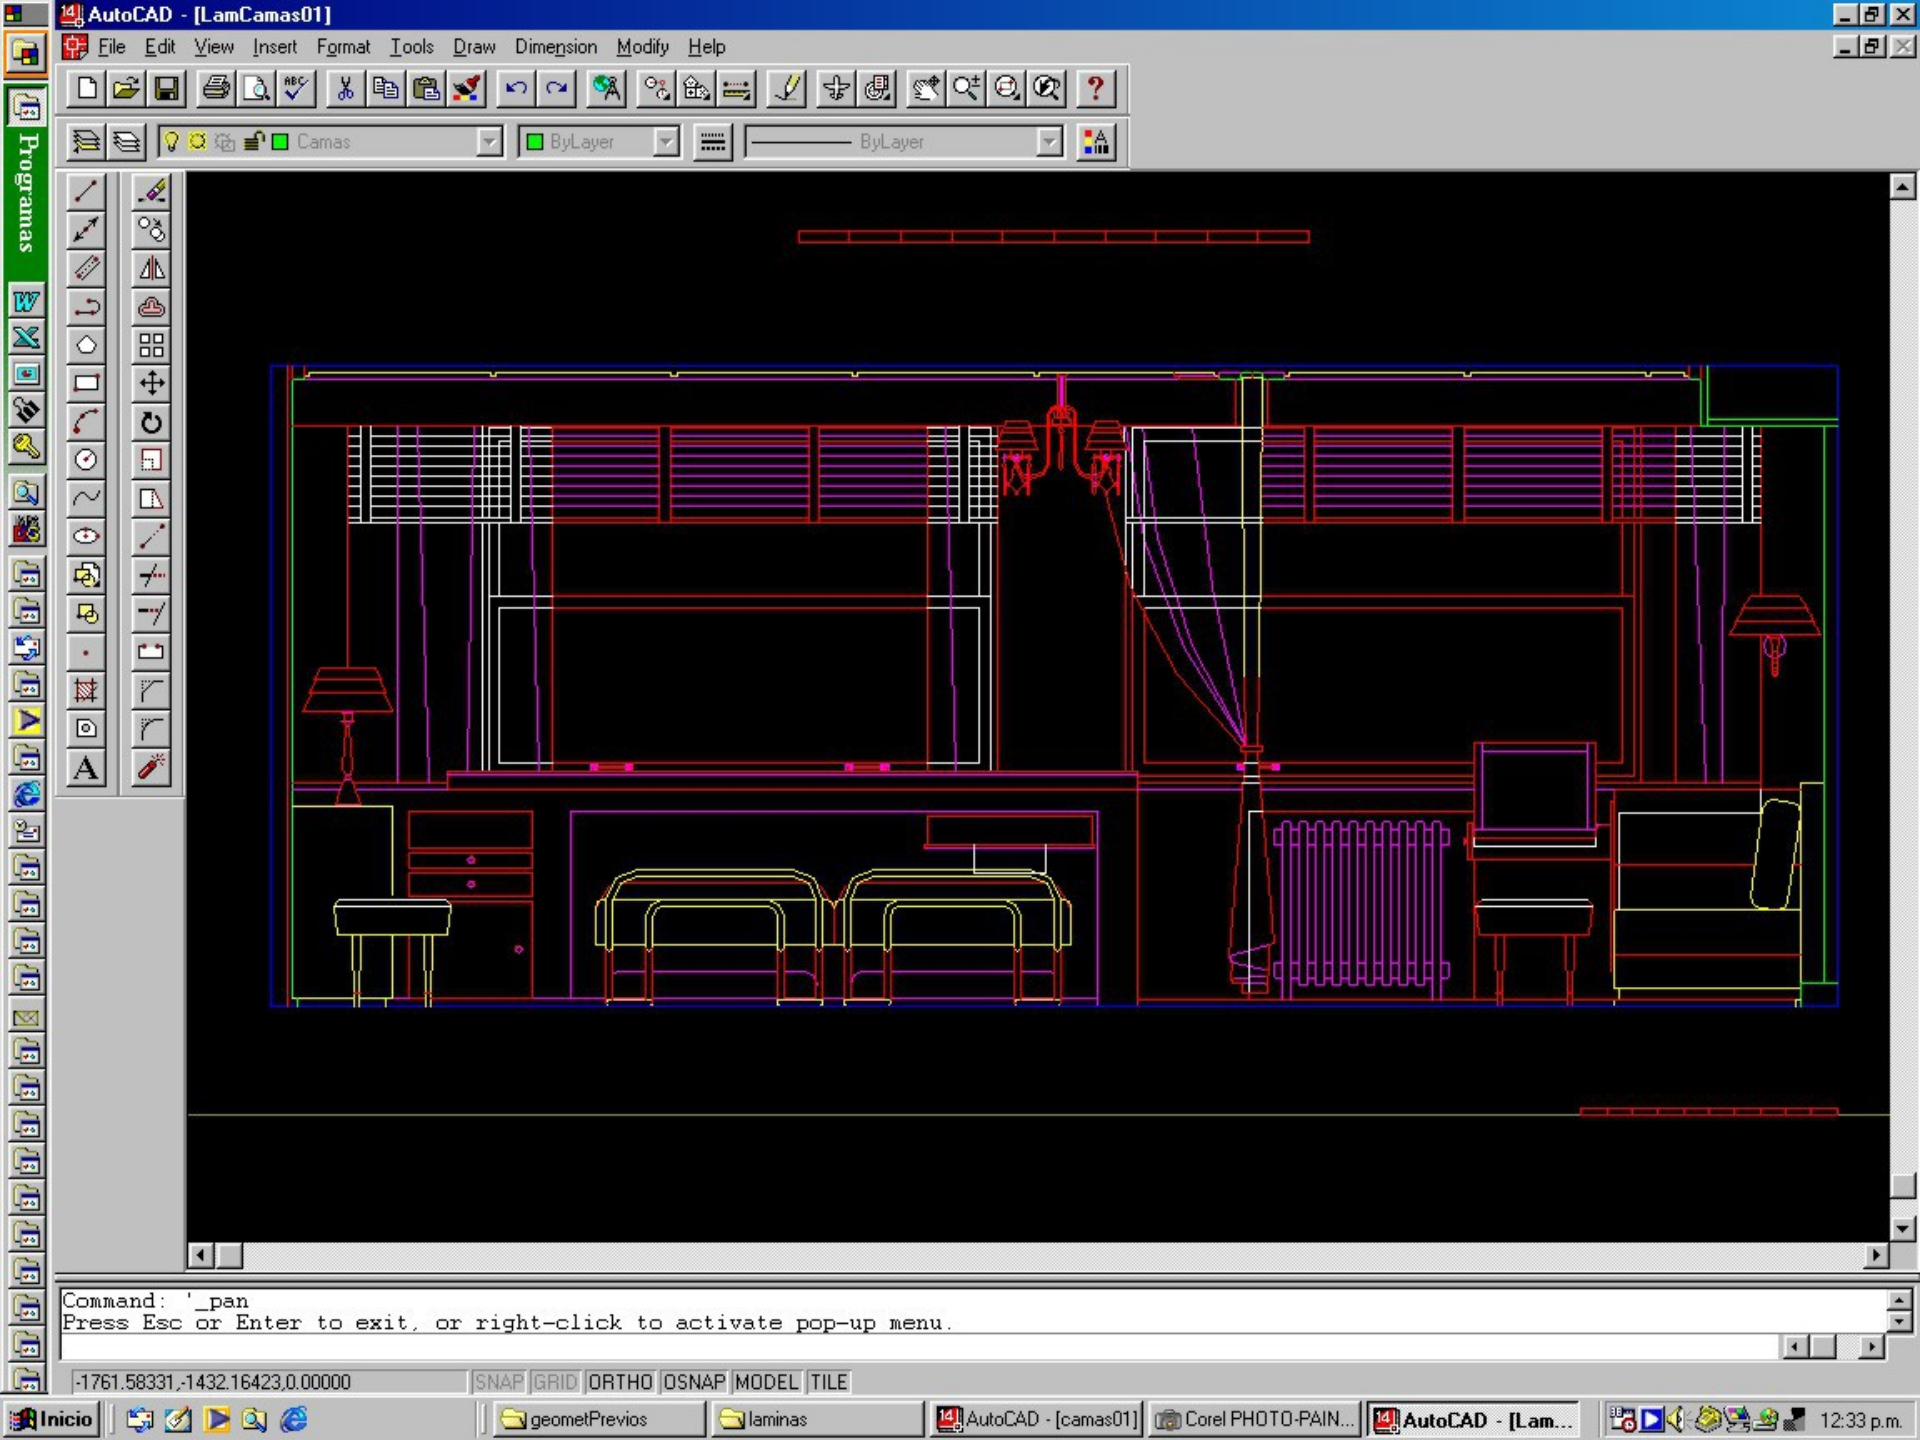 AutoCAD - [LamCamas01]
File Edit View Insert Format Tools Draw Dimension Modify Help
ABC
Camas ByLayer ByLayer
Programas
A
Command: '_pan
Press Esc or Enter to exit, or right-click to activate pop-up menu.
-1761.58331,-1432.16423,0.00000 SNAP GRID ORTHO OSNAP MODEL TILE
Inicio geometPrevios laminas AutoCAD - [camas01] Corel PHOTO-PAIN... AutoCAD - [Lam... 12:33 p.m.